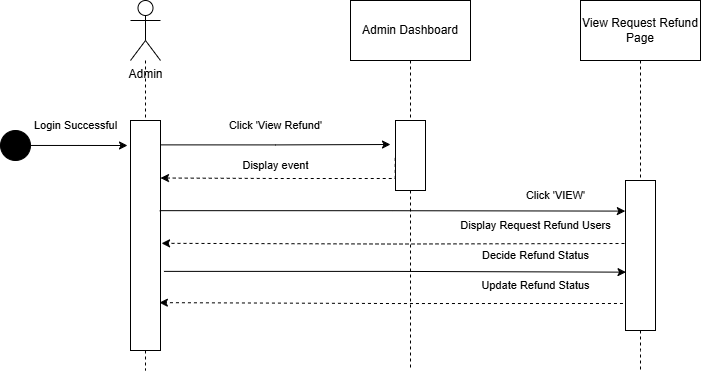 Admin Dashboard
View Request Refund
Page
Admin
Login Successful
Click 'View Refund'
Display event
Click 'VIEW'
Display Request Refund Users
Decide Refund Status
Update Refund Status